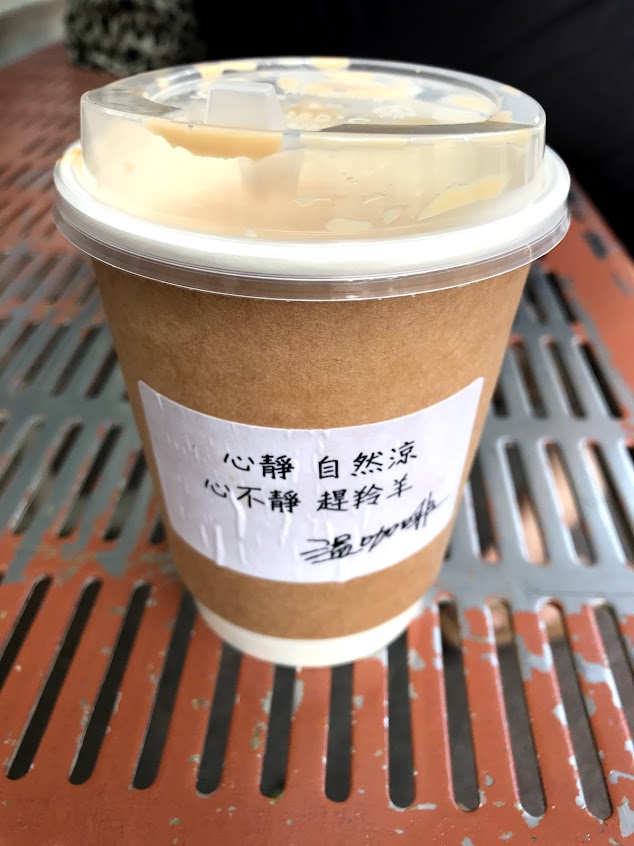 心靜 自然涼
心不靜 趕羚羊
溫咖啡